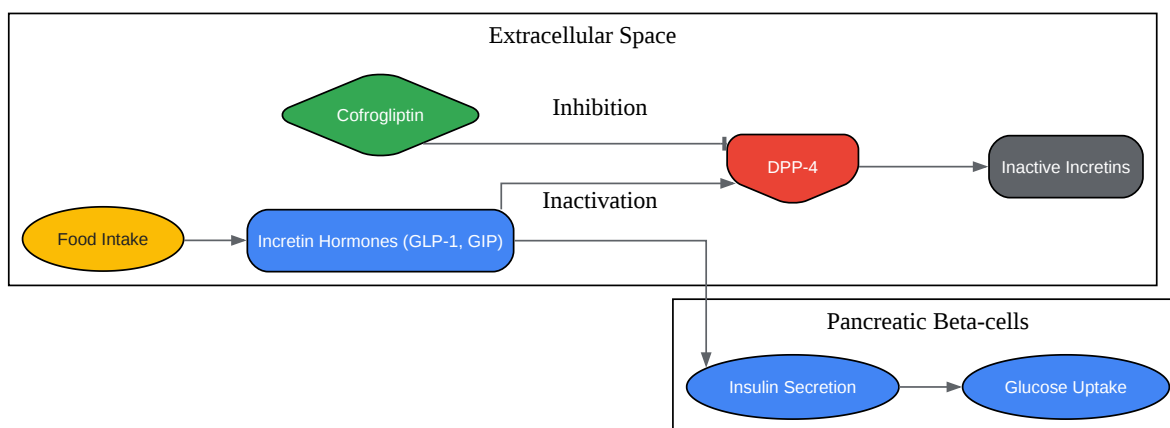 Extracellular Space
Cofrogliptin
Inhibition
DPP-4
Inactive Incretins
Inactivation
Food Intake
Incretin Hormones (GLP-1, GIP)
Pancreatic Beta-cells
Insulin Secretion
Glucose Uptake